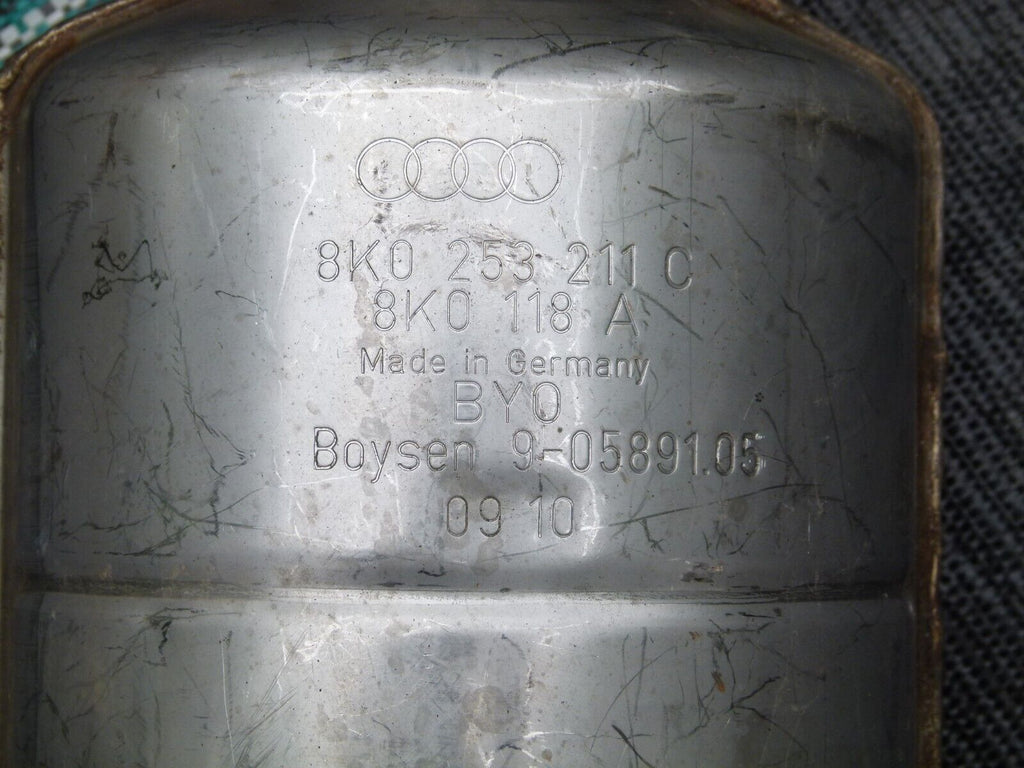 8K0 253 211 C
8K0 118 A
Made in Germany
BYO
Boysen 9-05891.05
09 10